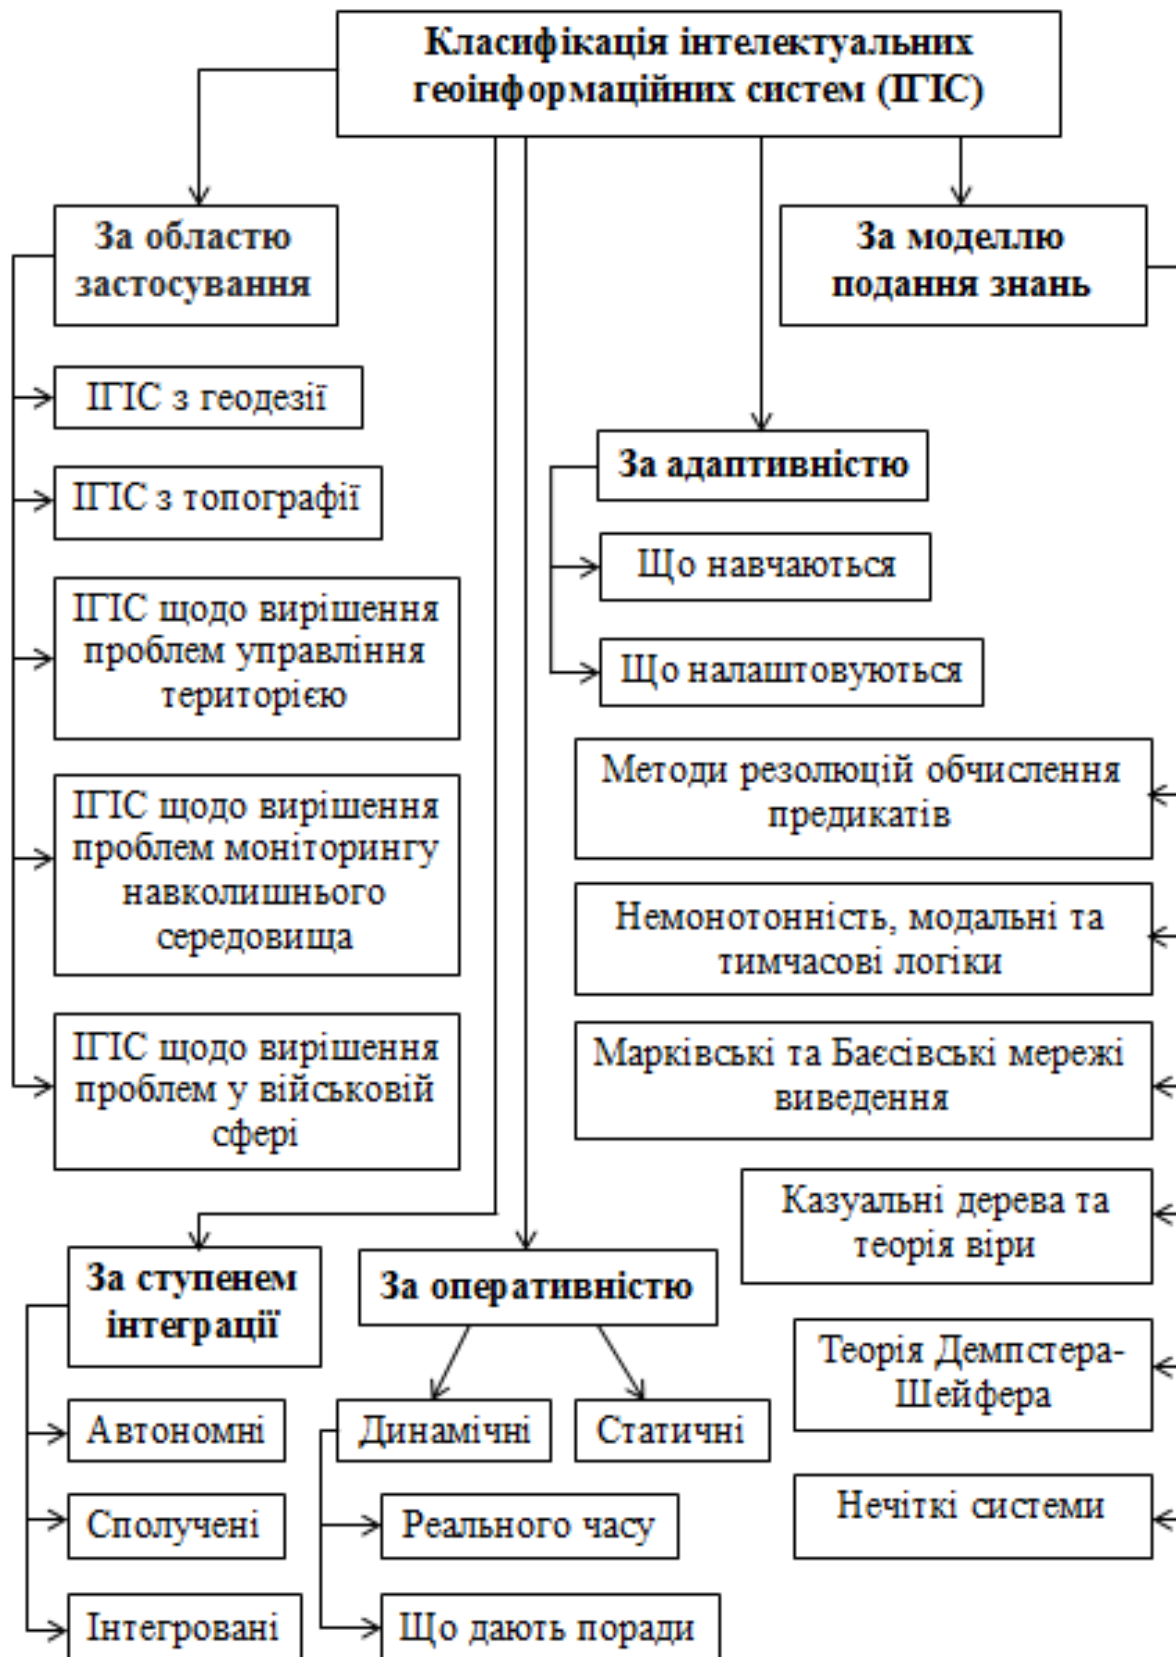 Класифікація інтелектуальних
геоінформаційних систем (ІГІС)
За областю
застосування
ІГІС з геодезії
ІГІС з топографії
ІГІС щодо вирішення
проблем управління
територією
ІГІС щодо вирішення
проблем моніторингу
навколишнього
середовища
ІГІС щодо вирішення
проблем у військовій
сфері
За моделлю
подання знань
За адаптивністю
Що навчаються
Що налаштовуються
Методи резолюцій обчислення
предикатів
Немонотонність, модальні та
тимчасові логіки
Марківські та Баєсівські мережі
виведення
Казуальні дерева та
теорія віри
Теорія Демпстера-
Шейфера
Нечіткі системи
За ступенем
інтеграції
Автономні
Сполучені
Інтегровані
За оперативністю
Динамічні
Статичні
Реального часу
Що дають поради